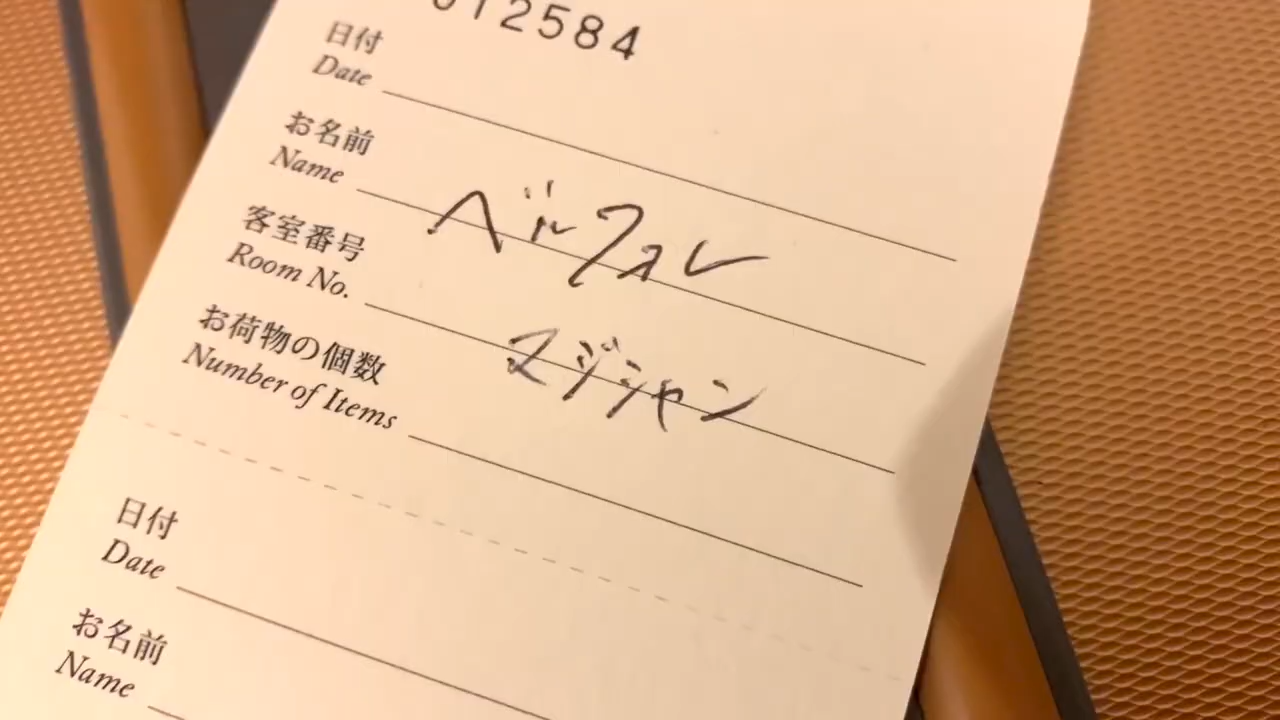 012584
日付
Date
お名前
Name
ベルフォレ
客室番号
Room No.
マジシャン
お荷物の個数
Number of Items
日付
Date
お名前
Name